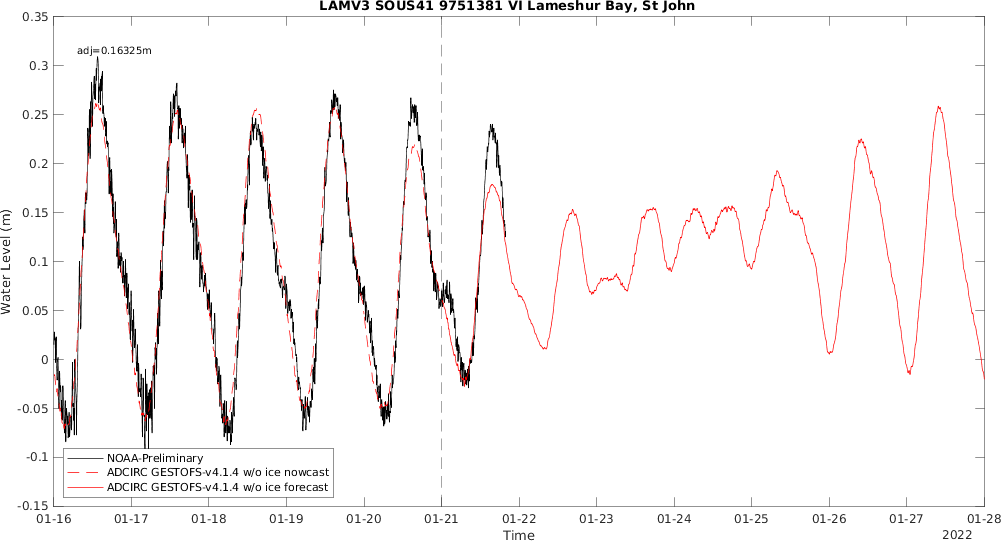 LAMV3 SOUS41 9751381 VI Lameshur Bay, St John
adj=0.16325m
0.35
0.3
0.25
0.2
0.15
0.1
0.05
0
-0.05
-0.1
-0.15
Water Level (m)
NOAA-Preliminary
ADCIRC GESTOFS-v4.1.4 w/o ice nowcast
ADCIRC GESTOFS-v4.1.4 w/o ice forecast
01-16 01-17 01-18 01-19 01-20 01-21 01-22 01-23 01-24 01-25 01-26 01-27 01-28
Time
2022